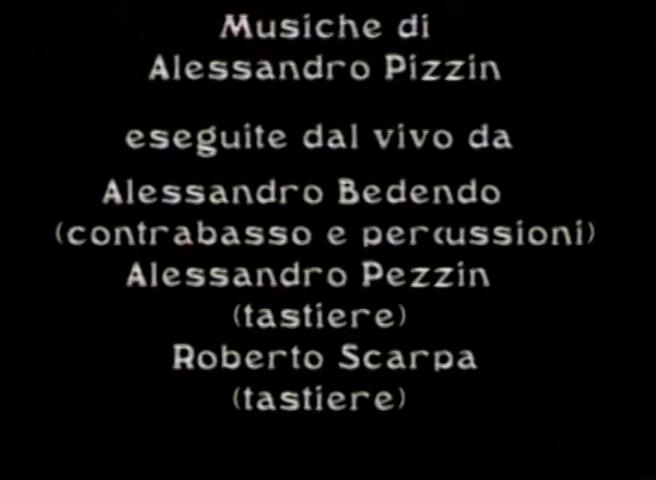 Musiche di
Alessandro Pizzin
eseguite dal vivo da
Alessandro Bedendo
(contrabasso e percussioni)
Alessandro Pezzin
(tastiere)
Roberto Scarpa
(tastiere)